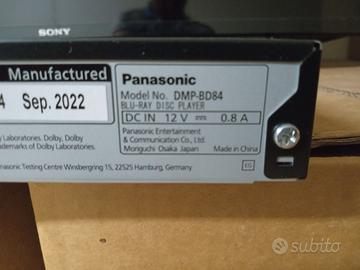 SONY
Manufactured
4 Sep. 2022
Panasonic
Model No. DMP-BD84
BLU-RAY DISC PLAYER
DC IN 12 V ⎓ 0.8 A
Panasonic Entertainment
& Communication Co., Ltd.
Moriguchi Osaka Japan Made in China
Laboratories. Dolby, Dolby
trademarks of Dolby Laboratories.
Panasonic Testing Centre Winsbergring 15, 22525 Hamburg, Germany
EG
subito